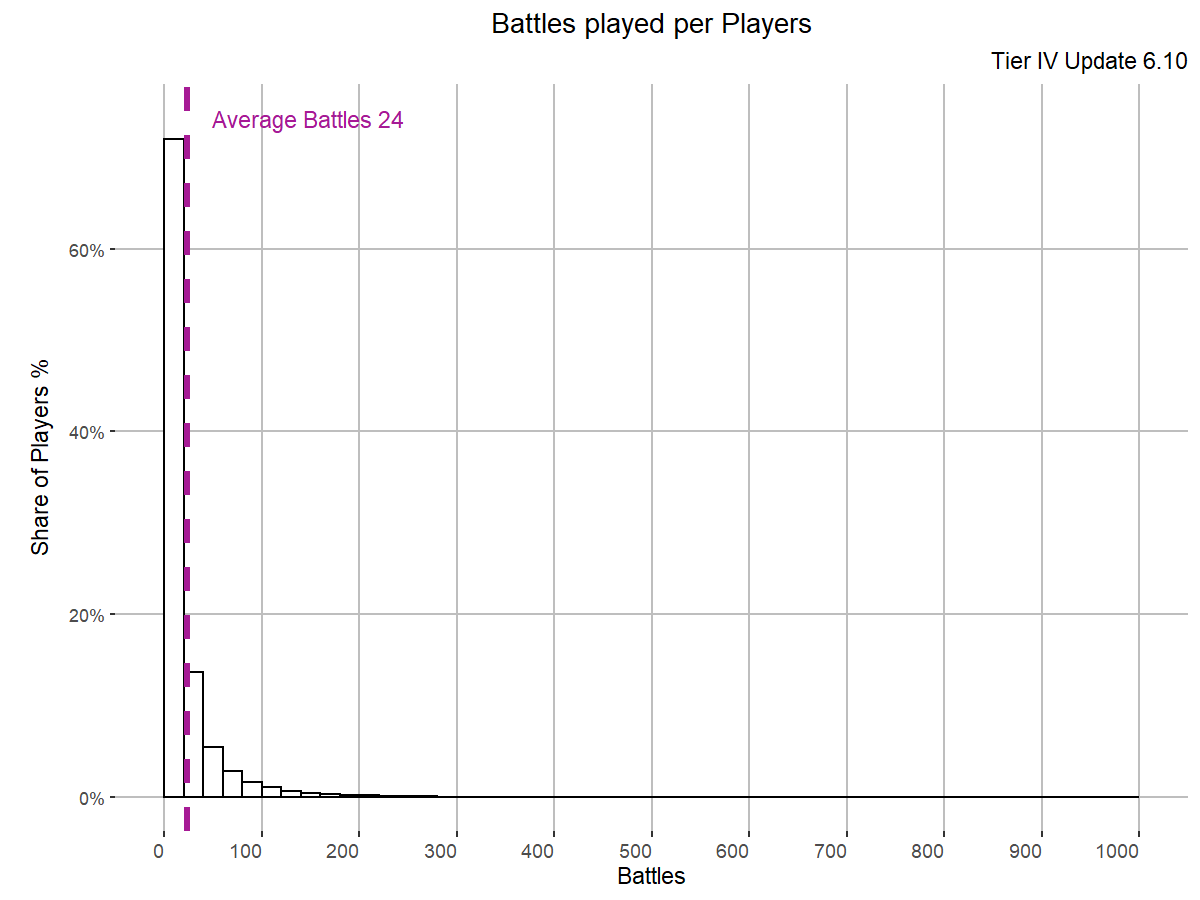 Battles played per Players
Tier IV Update 6.10
Average Battles 24
Share of Players %
60%
40%
20%
0%
0 100 200 300 400 500 600 700 800 900 1000
Battles